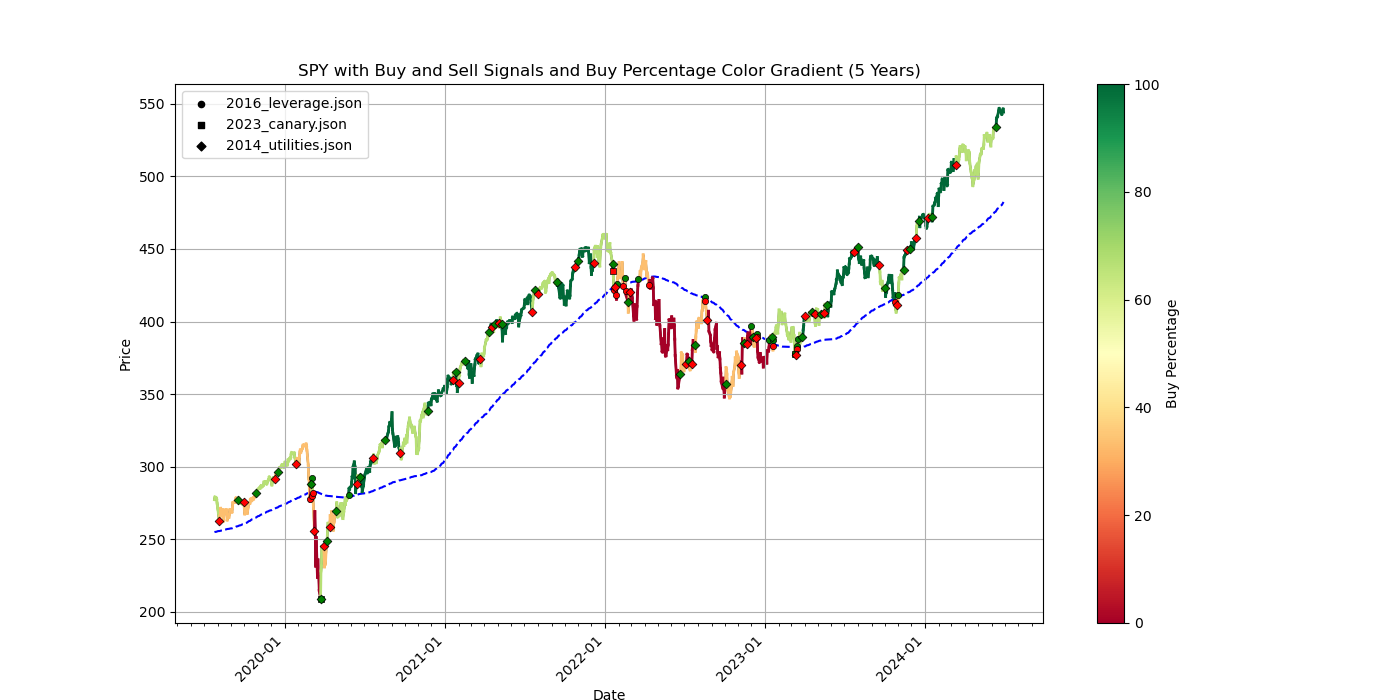 SPY with Buy and Sell Signals and Buy Percentage Color Gradient (5 Years)
2016_leverage.json
2023_canary.json
2014_utilities.json
550
500
450
400
350
300
250
200
Price
2020-01
2021-01
2022-01
2023-01
2024-01
Date
100
80
60
40
20
0
Buy Percentage